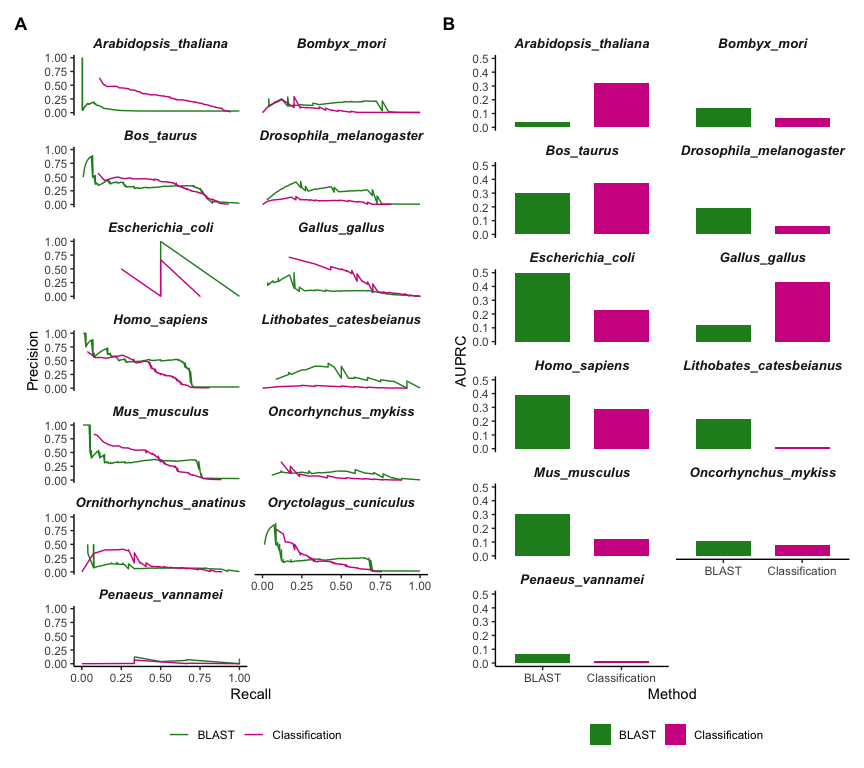 A
Arabidopsis_thaliana
Bombyx_mori
1.00
0.75
0.50
0.25
0.00
Bos_taurus
Drosophila_melanogaster
1.00
0.75
0.50
0.25
0.00
Escherichia_coli
Gallus_gallus
1.00
0.75
0.50
0.25
0.00
Homo_sapiens
Lithobates_catesbeianus
1.00
0.75
0.50
0.25
0.00
Precision
Mus_musculus
Oncorhynchus_mykiss
1.00
0.75
0.50
0.25
0.00
Ornithorhynchus_anatinus
Oryctolagus_cuniculus
1.00
0.75
0.50
0.25
0.00
0.00 0.25 0.50 0.75 1.00
Penaeus_vannamei
1.00
0.75
0.50
0.25
0.00
0.00 0.25 0.50 0.75 1.00
Recall
BLAST Classification
B
Arabidopsis_thaliana
Bombyx_mori
0.5
0.4
0.3
0.2
0.1
0.0
Bos_taurus
Drosophila_melanogaster
0.5
0.4
0.3
0.2
0.1
0.0
Escherichia_coli
Gallus_gallus
0.5
0.4
0.3
0.2
0.1
0.0
AUPRC
Homo_sapiens
Lithobates_catesbeianus
0.5
0.4
0.3
0.2
0.1
0.0
Mus_musculus
Oncorhynchus_mykiss
0.5
0.4
0.3
0.2
0.1
0.0
BLAST Classification
Penaeus_vannamei
0.5
0.4
0.3
0.2
0.1
0.0
BLAST Classification
Method
BLAST Classification